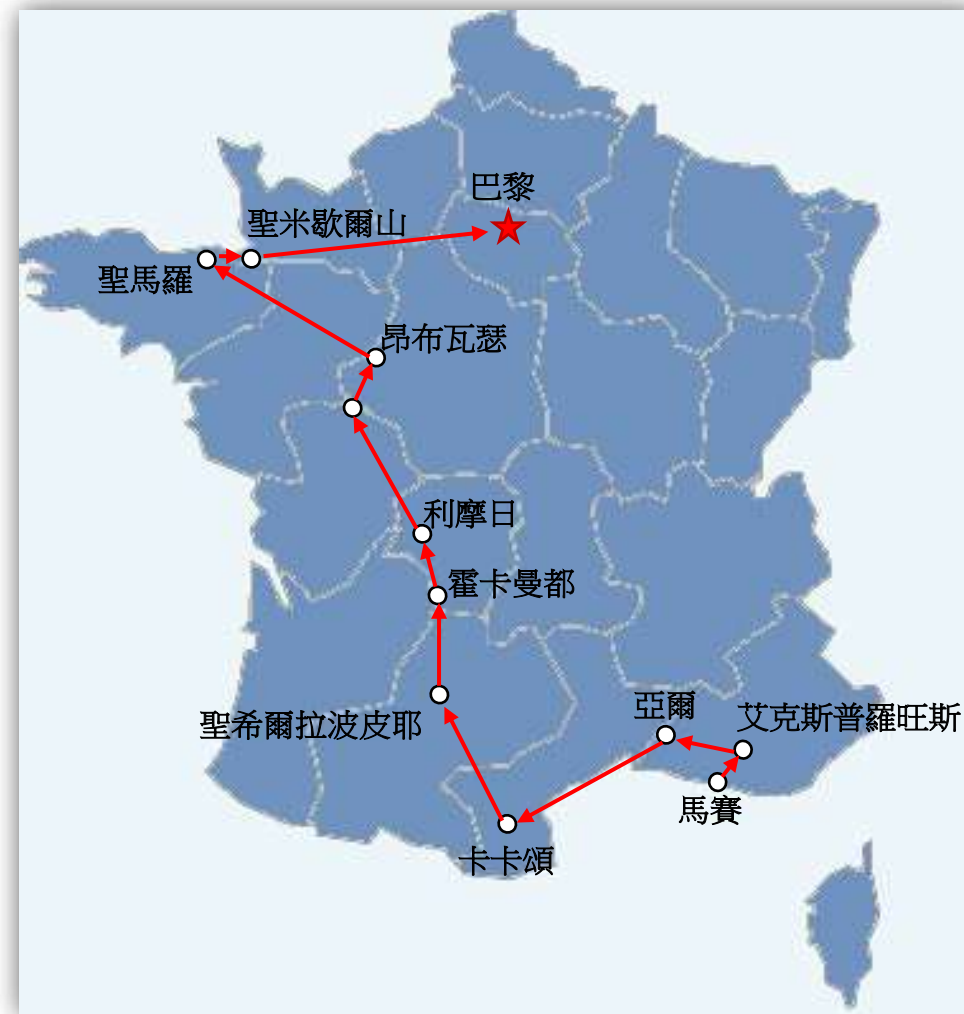 巴黎
聖米歇爾山
聖馬羅
昂布瓦瑟
利摩日
霍卡曼都
聖希爾拉波皮耶
亞爾
艾克斯普羅旺斯
馬賽
卡卡頌